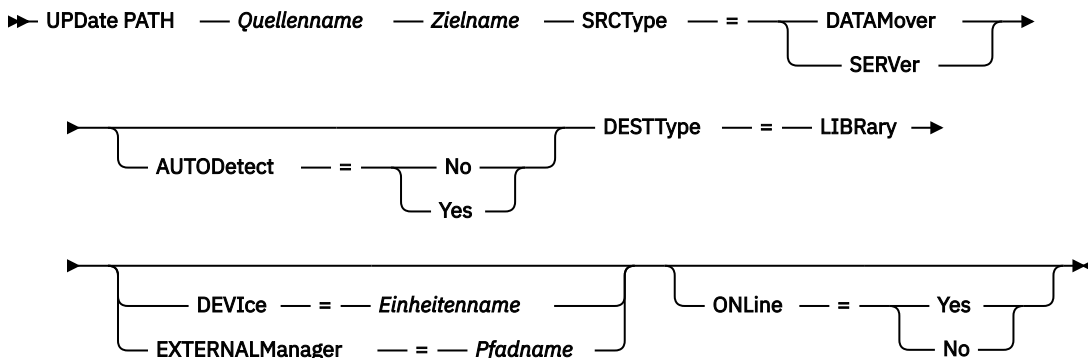 UPDate PATH Quellenname Zielname SRCType = DATAMover
SERVer
AUTODetect = No
Yes
DESTType = LIBRary
DEVIce = Einheitenname
EXTERNALManager = Pfadname
ONLine = Yes
No